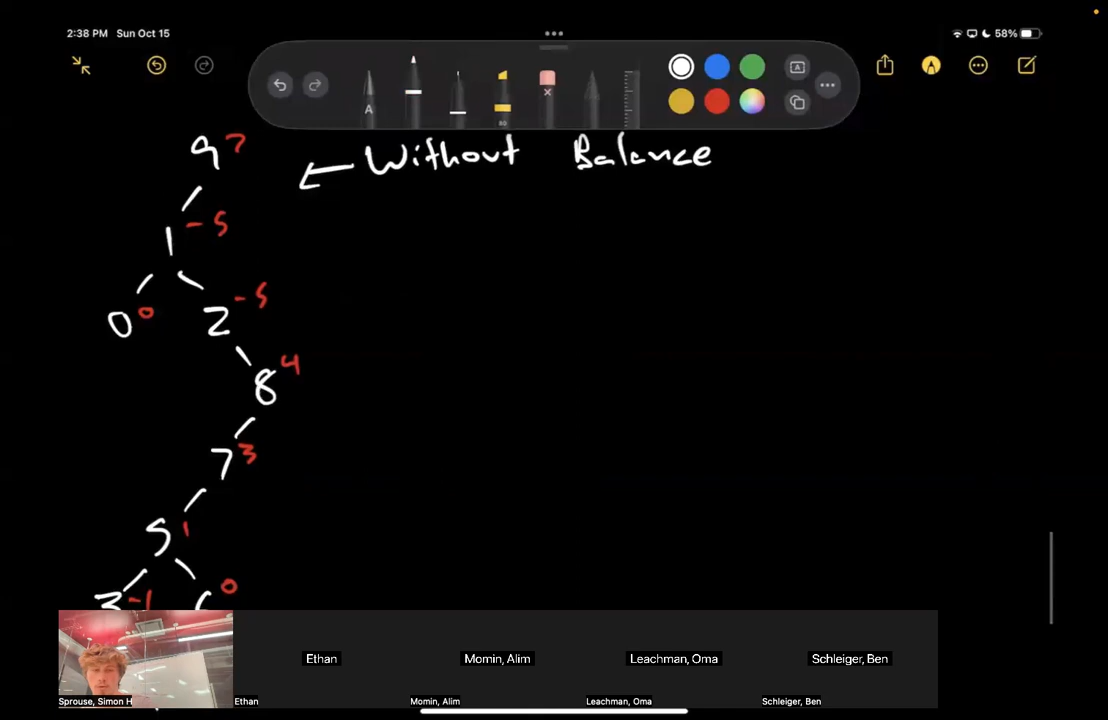 2:38 PM Sun Oct 15
58%
A
80
9 7
← Without Balance
1 -5
0 0
2 -5
8 4
7 3
5 1
3 -1
0
Ethan
Momin, Alim
Leachman, Oma
Schleiger, Ben
Sprouse, Simon H
Ethan
Momin, Alim
Leachman, Oma
Schleiger, Ben